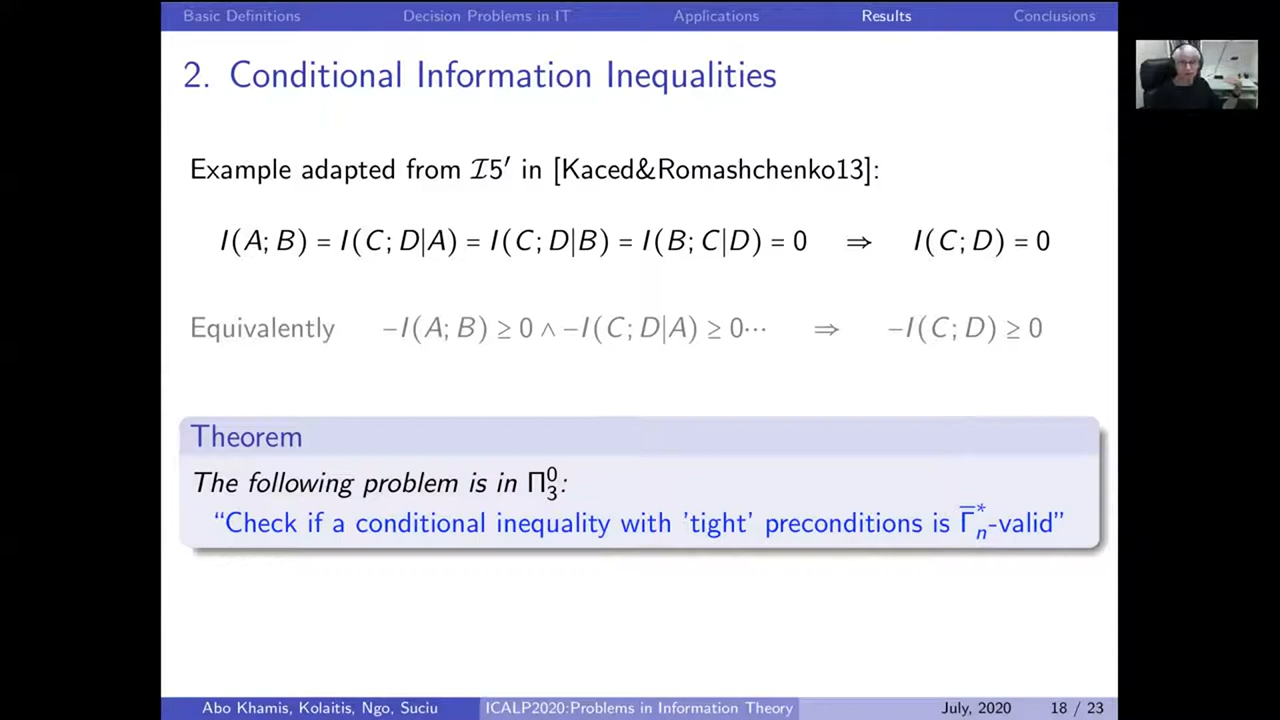 Basic Definitions Decision Problems in IT Applications Results Conclusions
2. Conditional Information Inequalities
Example adapted from ℐ5′ in [Kaced&Romashchenko13]:
I(A; B) = I(C; D|A) = I(C; D|B) = I(B; C|D) = 0 ⇒ I(C; D) = 0
Equivalently −I(A; B) ≥ 0 ∧ −I(C; D|A) ≥ 0⋯ ⇒ −I(C; D) ≥ 0
Theorem
The following problem is in Π⁰₃:
“Check if a conditional inequality with ’tight’ preconditions is Γ̅*ₙ-valid”
Abo Khamis, Kolaitis, Ngo, Suciu ICALP2020:Problems in Information Theory July, 2020 18 / 23